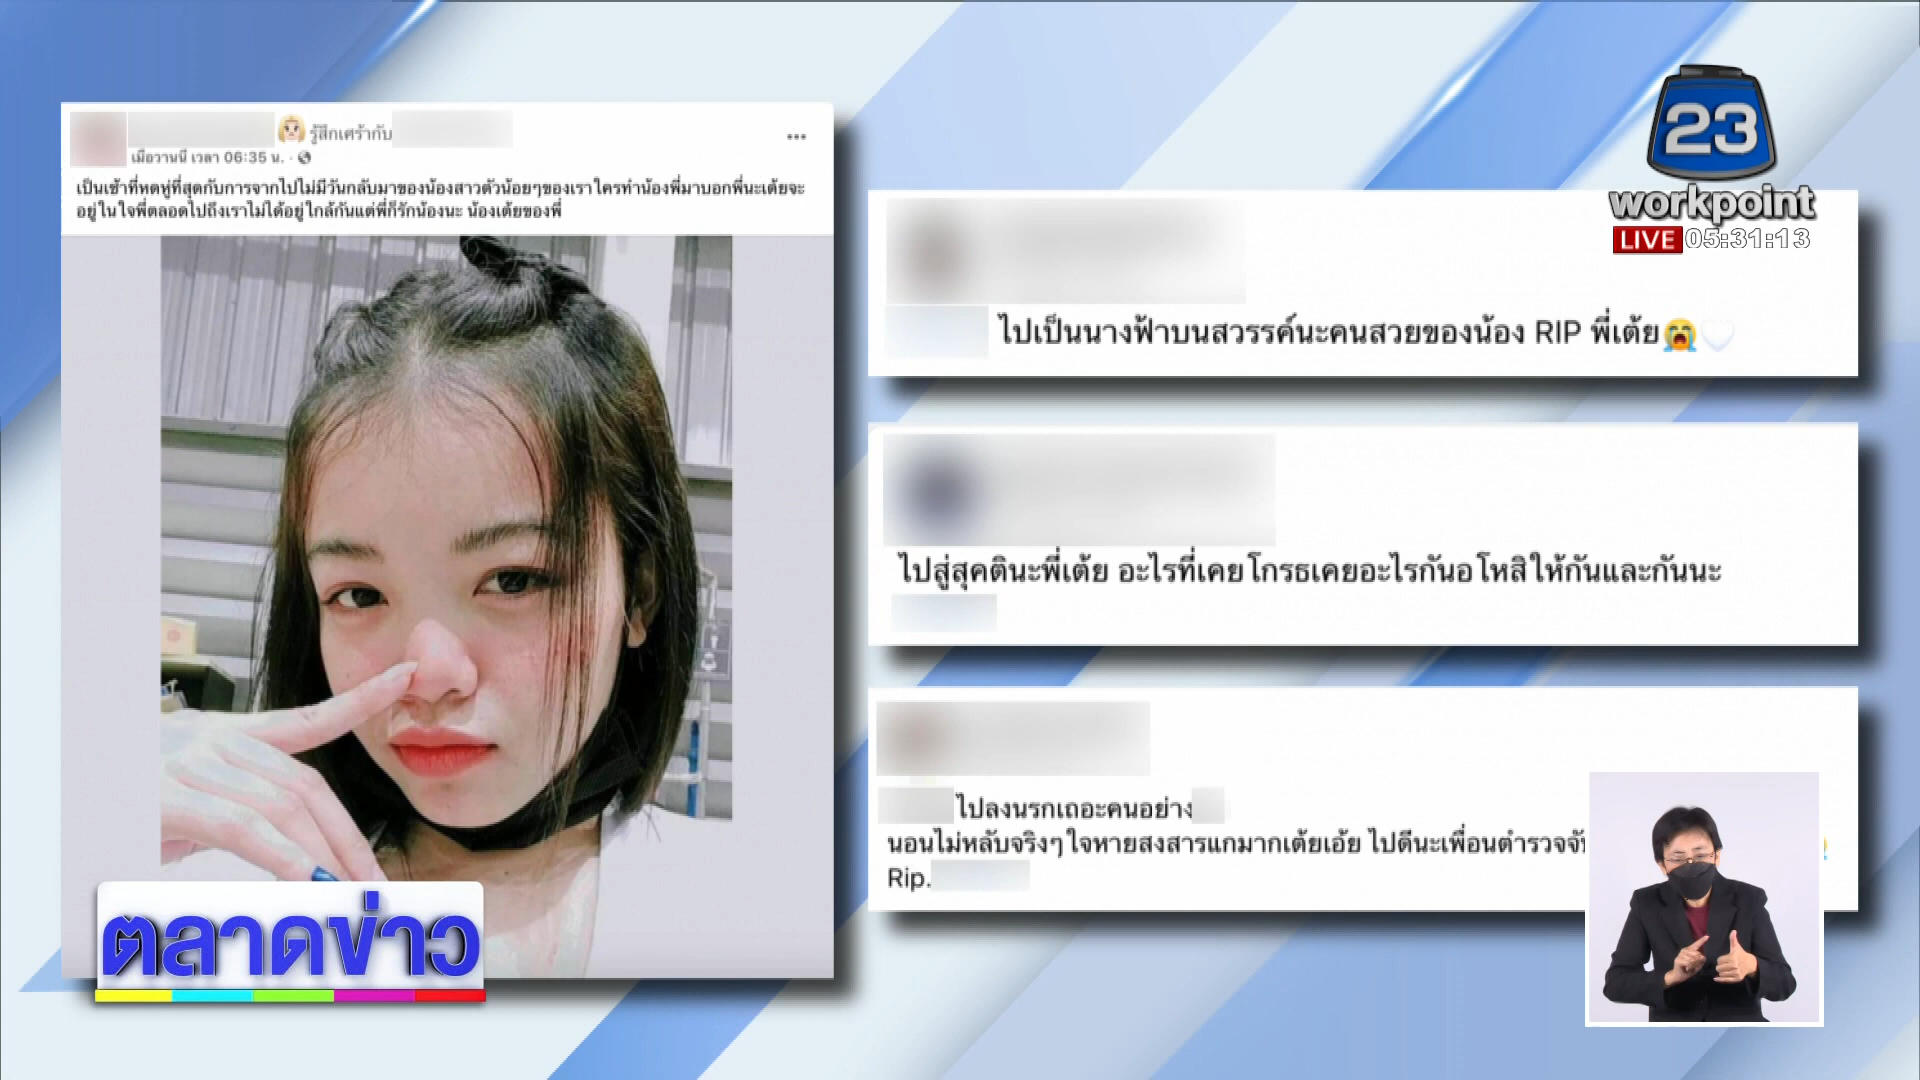 รู้สึกเศร้ากับ
เมื่อวานนี้ เวลา 06:35 น. ·
เป็นเช้าที่หดหู่ที่สุดกับการจากไปไม่มีวันกลับมาของน้องสาวตัวน้อยๆของเราใครทำน้องพี่มาบอกพี่นะเต้ยจะ
อยู่ในใจพี่ตลอดไปถึงเราไม่ได้อยู่ใกล้กันแต่พี่ก็รักน้องนะ น้องเต้ยของพี่
ตลาดข่าว
23
workpoint
LIVE 05:31:13
ไปเป็นนางฟ้าบนสวรรค์นะคนสวยของน้อง RIP พี่เต้ย😭🤍
ไปสู่สุคตินะพี่เต้ย อะไรที่เคยโกรธเคยอะไรกันอโหสิให้กันและกันนะ
ไปลงนรกเถอะคนอย่าง
นอนไม่หลับจริงๆใจหายสงสารแกมากเต้ยเอ้ย ไปดีนะเพื่อนตำรวจจับ
Rip.